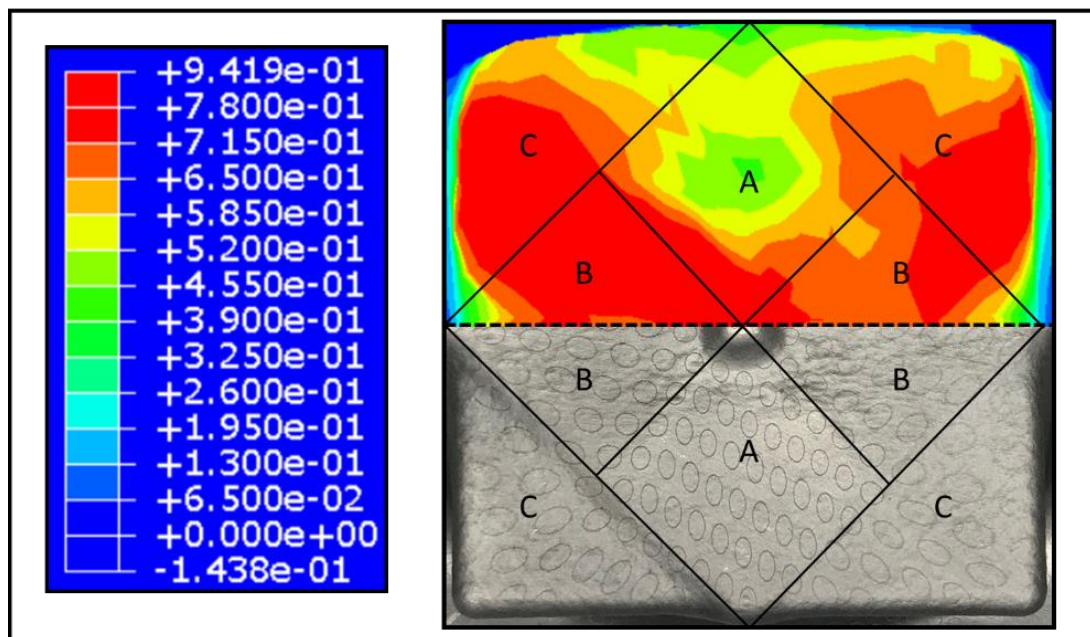 +9.419e-01
+7.800e-01
+7.150e-01
+6.500e-01
+5.850e-01
+5.200e-01
+4.550e-01
+3.900e-01
+3.250e-01
+2.600e-01
+1.950e-01
+1.300e-01
+6.500e-02
+0.000e+00
-1.438e-01
C C
A
B B
B B
A
C C